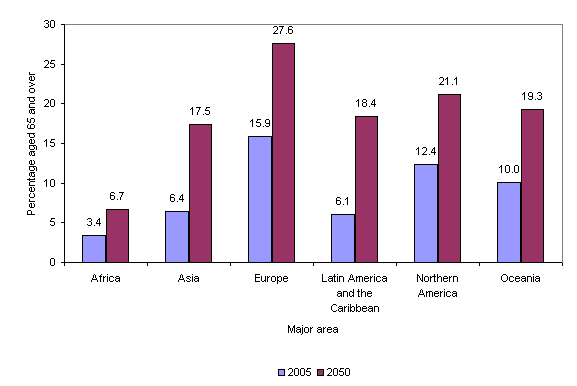 30
25
20
15
10
5
0
Percentage aged 65 and over
3.4
6.7
6.4
17.5
15.9
27.6
6.1
18.4
12.4
21.1
10.0
19.3
Africa
Asia
Europe
Latin America
and the
Caribbean
Northern
America
Oceania
Major area
2005
2050